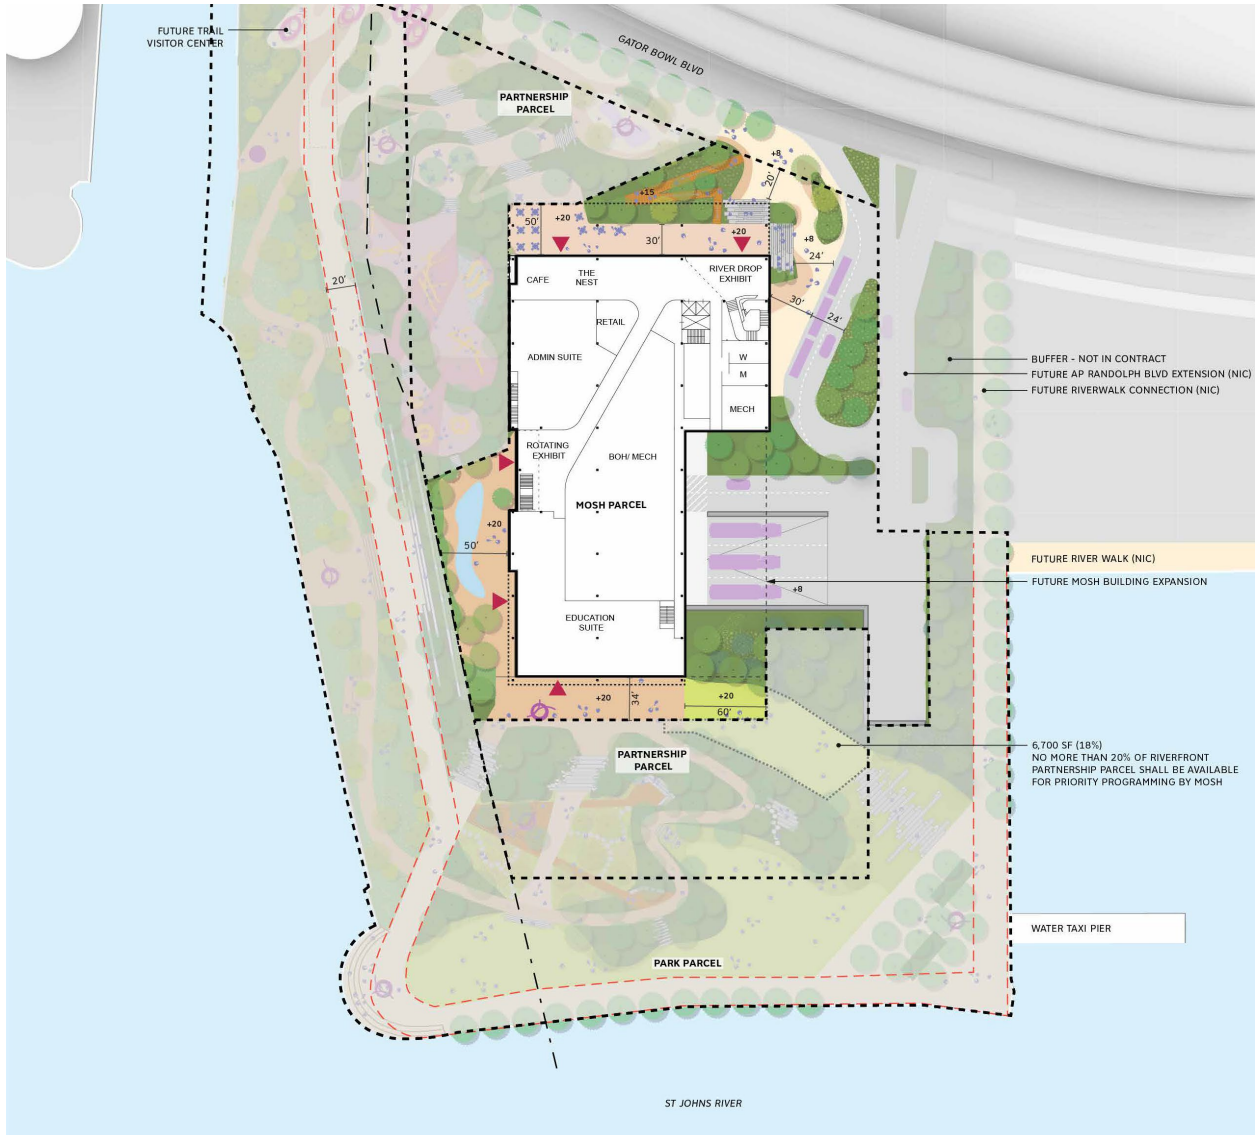 FUTURE TRAIL
VISITOR CENTER
GATOR BOWL BLVD
PARTNERSHIP
PARCEL
+8
20'
+15
50'
+20
30'
+20
+8
24'
CAFE
THE
NEST
RIVER DROP
EXHIBIT
20'
30'
24'
RETAIL
ADMIN SUITE
W
M
BUFFER - NOT IN CONTRACT
FUTURE AP RANDOLPH BLVD EXTENSION (NIC)
FUTURE RIVERWALK CONNECTION (NIC)
MECH
ROTATING
EXHIBIT
BOH/ MECH
MOSH PARCEL
+20
50'
FUTURE RIVER WALK (NIC)
FUTURE MOSH BUILDING EXPANSION
+8
EDUCATION
SUITE
34'
+20
+20
60'
PARTNERSHIP
PARCEL
6,700 SF (18%)
NO MORE THAN 20% OF RIVERFRONT
PARTNERSHIP PARCEL SHALL BE AVAILABLE
FOR PRIORITY PROGRAMMING BY MOSH
WATER TAXI PIER
PARK PARCEL
ST JOHNS RIVER